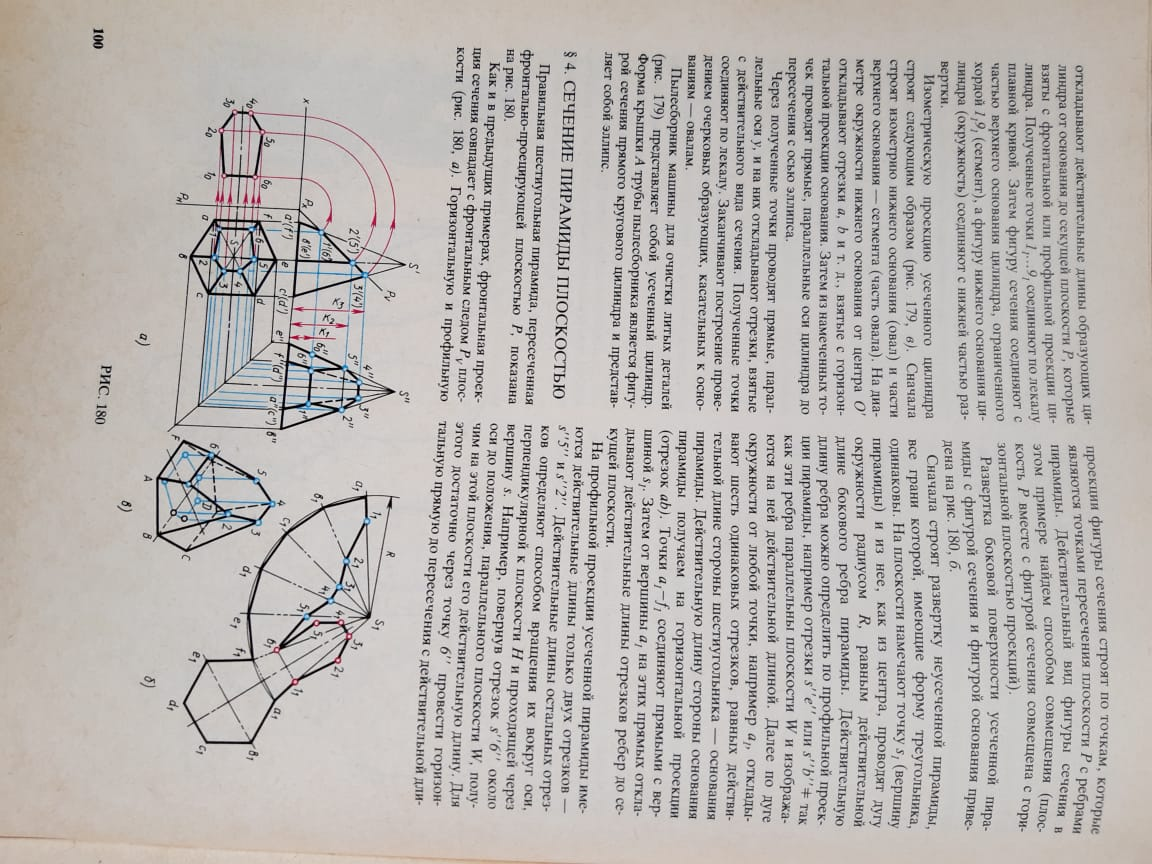 откладывают действительные длины образующих ци-
линдра от основания до секущей плоскости P, которые
взяты с фронтальной или профильной проекции ци-
линдра. Полученные точки 1₁...9₁ соединяют по
плавной кривой. Затем фигуру сечения соединяют с
частью верхнего основания цилиндра, ограниченного
хордой 1₁9₁ (сегмент), а фигуру нижнего основания ци-
линдра (окружность) соединяют с нижней частью раз-
вертки.
Изометрическую проекцию усеченного цилиндра
строят следующим образом (рис. 179, в). Сначала
строят изометрию нижнего основания (овал) и части
верхнего основания — сегмента (часть овала). На диа-
метре окружности нижнего основания от центра O'
откладывают отрезки a, b и т. д., взятые с горизон-
тальной проекции основания. Затем из намеченных то-
чек проводят прямые, параллельные оси цилиндра до
пересечения с осью эллипса.
Через полученные точки проводят прямые, парал-
лельные оси y, и на них откладывают отрезки, взятые
с действительного вида сечения. Полученные точки
соединяют по лекалу. Заканчивают построение прове-
дением очерковых образующих, касательных к осно-
ваниям — овалам.
Пылесборник машины для очистки литых деталей
(рис. 179) представляет собой усеченный цилиндр.
Форма крышки A трубы пылесборника является фигу-
рой сечения прямого кругового цилиндра и представ-
ляет собой эллипс.
§ 4. СЕЧЕНИЕ ПИРАМИДЫ ПЛОСКОСТЬЮ
Правильная шестиугольная пирамида, пересеченная
фронтально-проецирующей плоскостью P, показана
на рис. 180.
Как и в предыдущих примерах, фронтальная проек-
ция сечения совпадает с фронтальным следом Pᵥ плос-
кости (рис. 180, а). Горизонтальную и профильную
проекции фигуры сечения строят по точкам, которые
являются точками пересечения плоскости P с ребрами
пирамиды. Действительный вид фигуры сечения в
этом примере найдем способом совмещения (плос-
кость P вместе с фигурой сечения совмещена с гори-
зонтальной плоскостью проекций).
Развертка боковой поверхности усеченной пира-
миды с фигурой сечения и фигурой основания приве-
дена на рис. 180, б.
Сначала строят развертку неусеченной пирамиды,
все грани которой, имеющие форму треугольника,
одинаковы. На плоскости намечают точку s₁ (вершину
пирамиды) и из нее, как из центра, проводят дугу
окружности радиусом R, равным действительной
длине бокового ребра пирамиды. Действительную
длину ребра можно определить по профильной проек-
ции пирамиды, например отрезки s''e'' или s''b'' так
как эти ребра параллельны плоскости W и изобража-
ются на ней действительной длиной. Далее по дуге
окружности от любой точки, например a₁, отклады-
вают шесть одинаковых отрезков, равных действи-
тельной длине стороны шестиугольника — основания
пирамиды. Действительную длину стороны основания
пирамиды получаем на горизонтальной проекции
(отрезок ab). Точки a₁–f₁ соединяют прямыми с вер-
шиной s₁. Затем от вершины a₁ на этих прямых откла-
дывают действительные длины отрезков ребер до се-
кущей плоскости.
На профильной проекции усеченной пирамиды име-
ются действительные длины только двух отрезков —
s''5'' и s''2''. Действительные длины остальных отрез-
ков определяют способом вращения их вокруг оси,
перпендикулярной к плоскости H и проходящей через
вершину s. Например, повернув отрезок s''6'' около
оси до положения, параллельного плоскости W, полу-
чим на этой плоскости его действительную длину. Для
этого достаточно через точку 6'' провести горизон-
тальную прямую до пересечения с действительной дли-
а)
б)
в)
РИС. 180
100